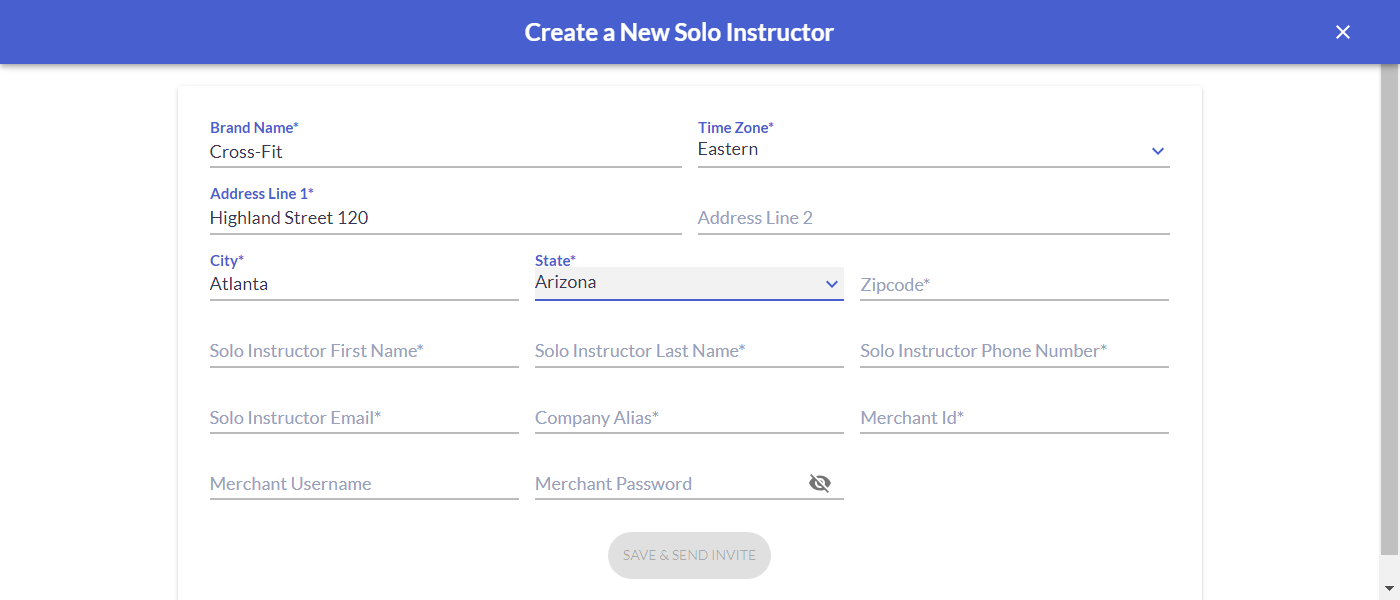 Create a New Solo Instructor
Brand Name* Time Zone*
Cross-Fit Eastern
Address Line 1*
Highland Street 120 Address Line 2
City* State*
Atlanta Arizona Zipcode*
Solo Instructor First Name* Solo Instructor Last Name* Solo Instructor Phone Number*
Solo Instructor Email* Company Alias* Merchant Id*
Merchant Username Merchant Password
SAVE & SEND INVITE